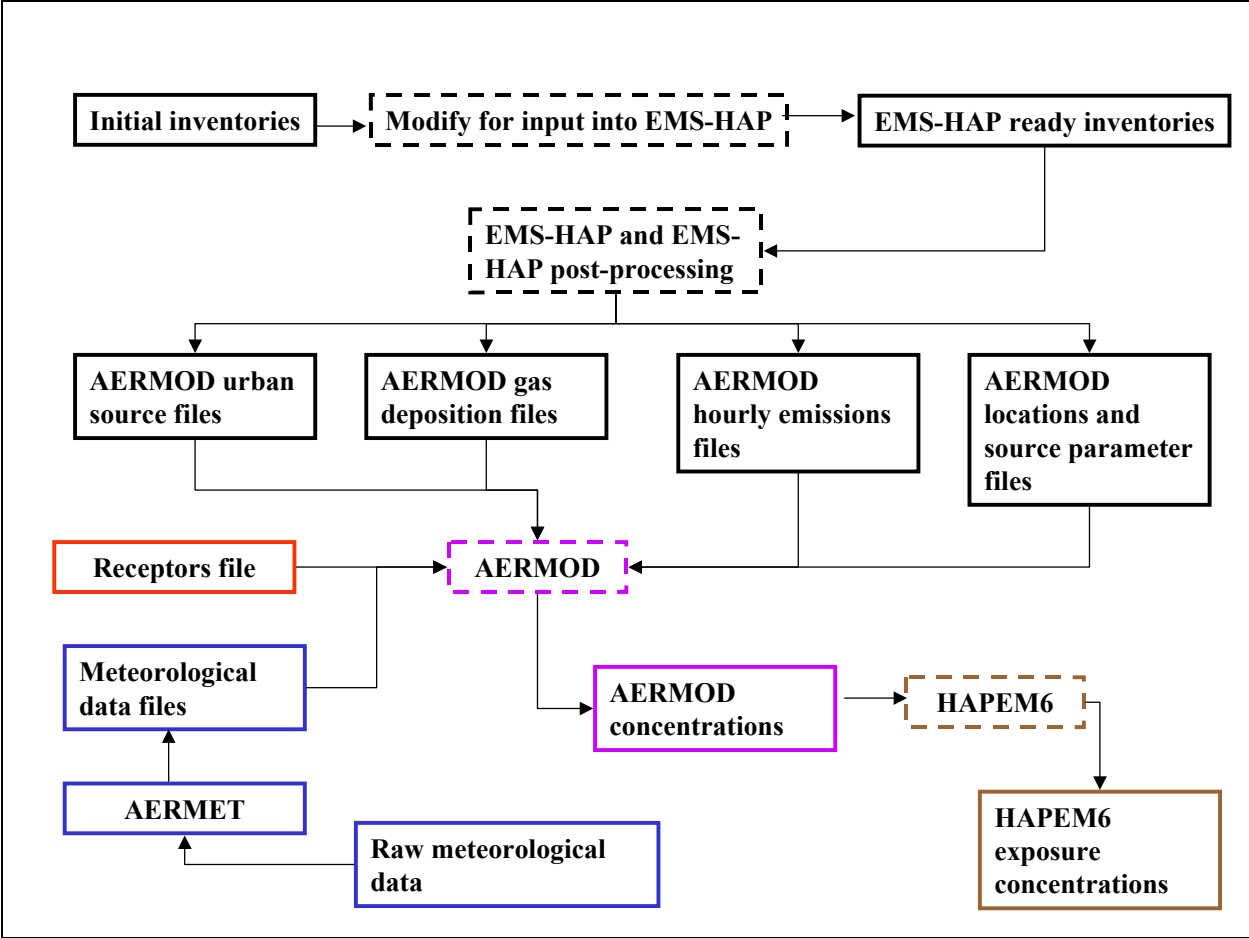 Initial inventories
Modify for input into EMS-HAP
EMS-HAP ready inventories
EMS-HAP and EMS-
HAP post-processing
AERMOD urban
source files
AERMOD gas
deposition files
AERMOD
hourly emissions
files
AERMOD
locations and
source parameter
files
Receptors file
AERMOD
Meteorological
data files
AERMOD
concentrations
HAPEM6
AERMET
Raw meteorological
data
HAPEM6
exposure
concentrations